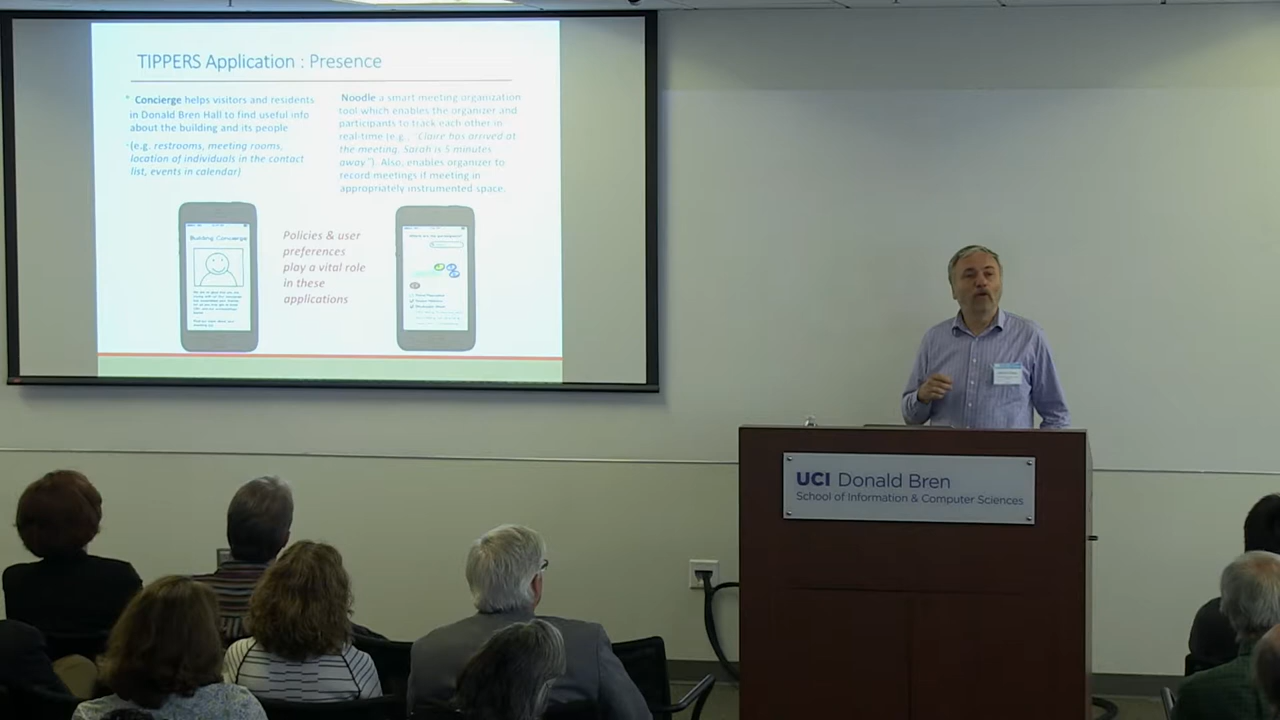 TIPPERS Application : Presence
Concierge helps visitors and residents
in Donald Bren Hall to find useful info
about the building and its people
(e.g. restrooms, meeting rooms,
location of individuals in the contact
list, events in calendar)
Noodle a smart meeting organization
tool which enables the organizer and
participants to track each other in
real-time (e.g., "Claire has arrived at
the meeting. Sarah is 5 minutes
away"). Also, enables organizer to
record meetings if meeting in
appropriately instrumented space.
Building Concierge
Policies & user
preferences
play a vital role
in these
applications
UCI Donald Bren
School of Information & Computer Sciences